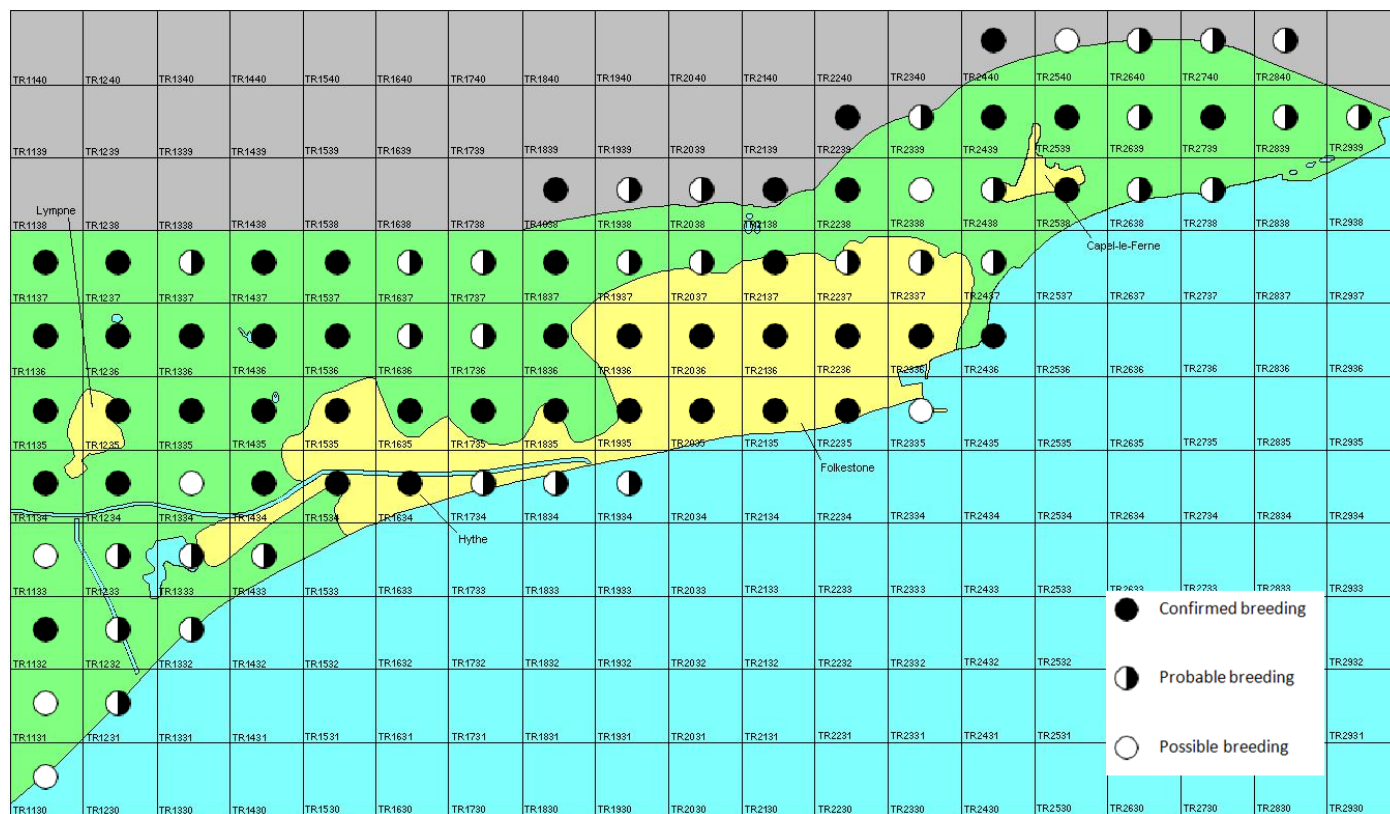 TR1140 TR1240 TR1340 TR1440 TR1540 TR1640 TR1740 TR1840 TR1940 TR2040 TR2140 TR2240 TR2340 TR2440 TR2540 TR2640 TR2740 TR2840
TR1139 TR1239 TR1339 TR1439 TR1539 TR1639 TR1739 TR1839 TR1939 TR2039 TR2139 TR2239 TR2339 TR2439 TR2539 TR2639 TR2739 TR2839 TR2939
Lympne
TR1138 TR1238 TR1338 TR1438 TR1538 TR1638 TR1738 TR1938 TR2038 TR2138 TR2238 TR2338 TR2438 TR2538 TR2638 TR2738 TR2838 TR2938
Capel-le-Ferne
TR1137 TR1237 TR1337 TR1437 TR1537 TR1637 TR1737 TR1837 TR1937 TR2037 TR2137 TR2237 TR2337 TR2437 TR2537 TR2637 TR2737 TR2837 TR2937
TR1136 TR1236 TR1336 TR1436 TR1536 TR1636 TR1736 TR1836 TR1936 TR2036 TR2136 TR2236 TR2336 TR2436 TR2536 TR2636 TR2736 TR2836 TR2936
TR1135 TR1235 TR1335 TR1435 TR1535 TR1635 TR1735 TR1835 TR1935 TR2035 TR2135 TR2235 TR2335 TR2435 TR2535 TR2635 TR2735 TR2835 TR2935
Folkestone
TR1134 TR1234 TR1334 TR1434 TR1534 TR1634 TR1734 TR1834 TR1934 TR2034 TR2134 TR2234 TR2334 TR2434 TR2534 TR2634 TR2734 TR2834 TR2934
Hythe
TR1133 TR1233 TR1333 TR1433 TR1533 TR1633 TR1733 TR1833 TR1933 TR2033 TR2133 TR2233 TR2333 TR2433 TR2533 TR2633 TR2733 TR2833 TR2933
Confirmed breeding
TR1132 TR1232 TR1332 TR1432 TR1532 TR1632 TR1732 TR1832 TR1932 TR2032 TR2132 TR2232 TR2332 TR2432 TR2532 TR2932
Probable breeding
TR1131 TR1231 TR1331 TR1431 TR1531 TR1631 TR1731 TR1831 TR1931 TR2031 TR2131 TR2231 TR2331 TR2431 TR2531 TR2931
Possible breeding
TR1130 TR1230 TR1330 TR1430 TR1530 TR1630 TR1730 TR1830 TR1930 TR2030 TR2130 TR2230 TR2330 TR2430 TR2530 TR2630 TR2730 TR2830 TR2930